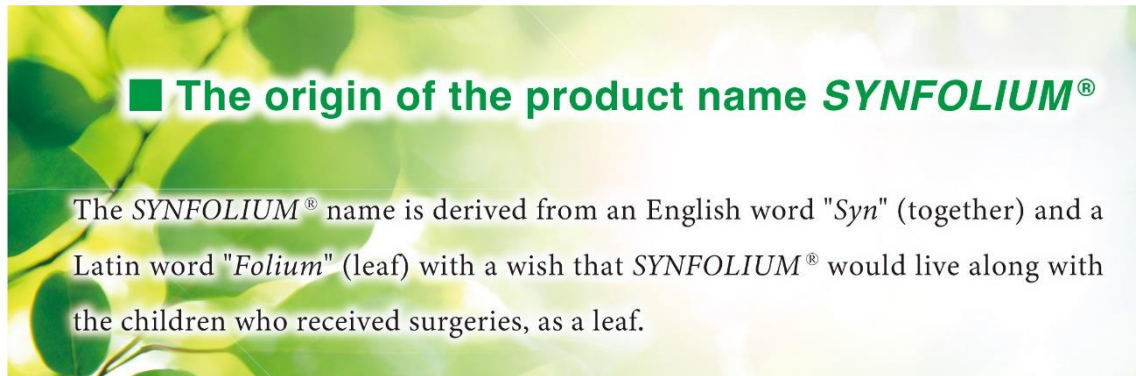 ■ The origin of the product name SYNFOLIUM®
The SYNFOLIUM® name is derived from an English word "Syn" (together) and a
Latin word "Folium" (leaf) with a wish that SYNFOLIUM® would live along with
the children who received surgeries, as a leaf.